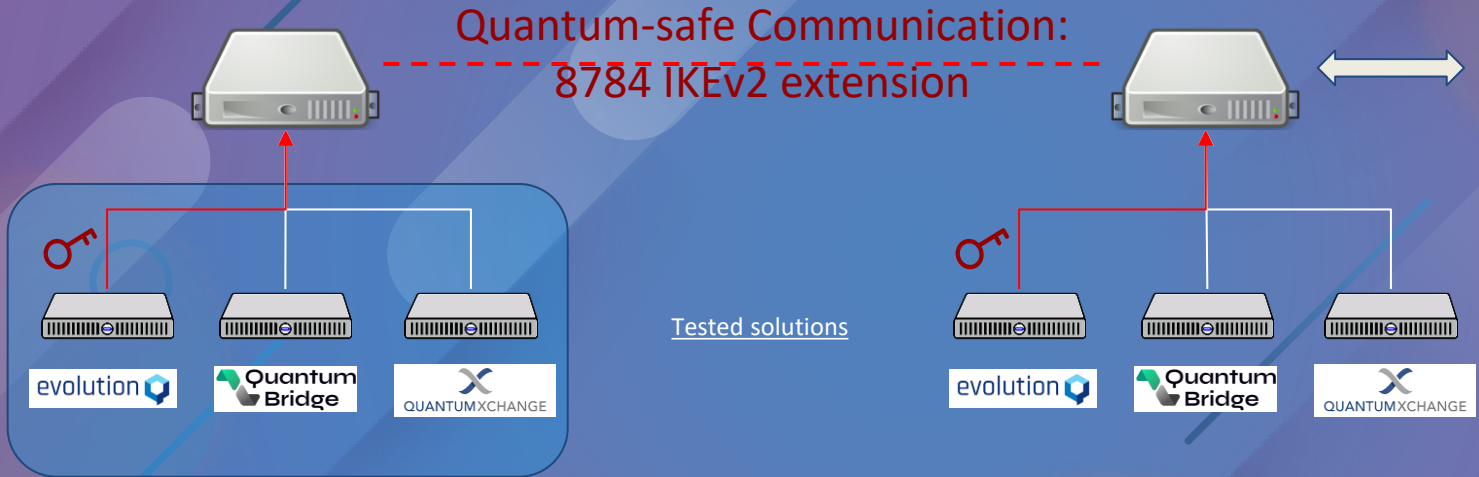 Quantum-safe Communication:
8784 IKEv2 extension
Tested solutions
evolution
Quantum
Bridge
QUANTUMXCHANGE
evolution
Quantum
Bridge
QUANTUMXCHANGE